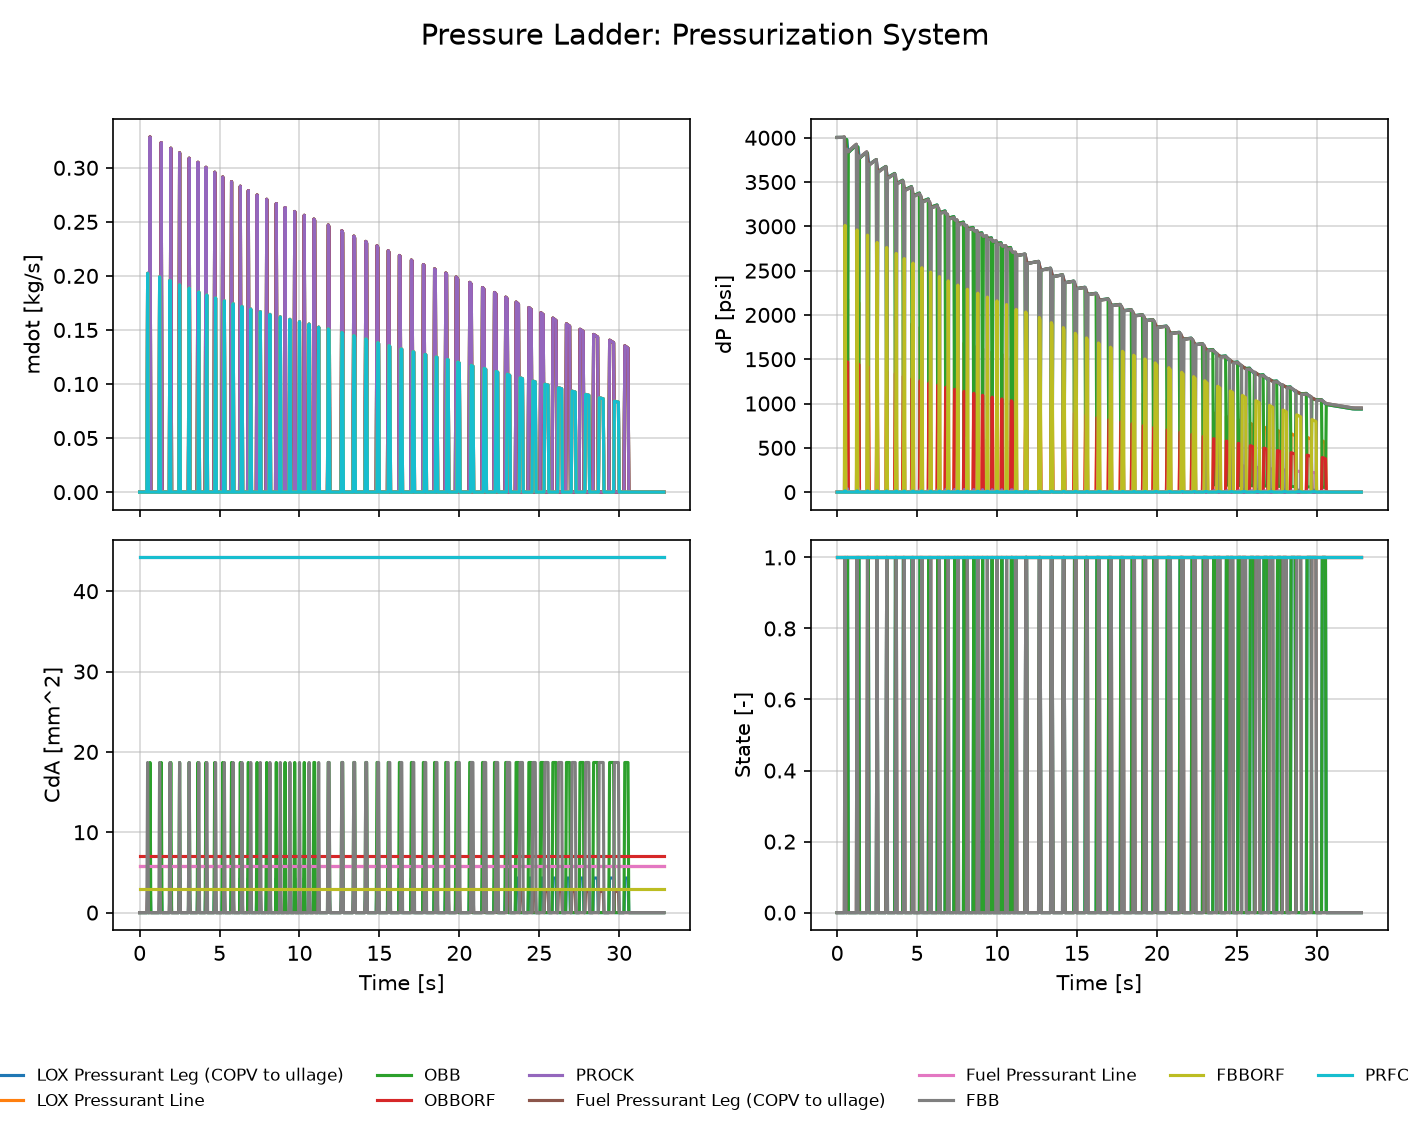 Pressure Ladder: Pressurization System
mdot [kg/s]
0.30
0.25
0.20
0.15
0.10
0.05
0.00
dP [psi]
4000
3500
3000
2500
2000
1500
1000
500
0
CdA [mm^2]
40
30
20
10
0
0 5 10 15 20 25 30
Time [s]
State [-]
1.0
0.8
0.6
0.4
0.2
0.0
0 5 10 15 20 25 30
Time [s]
LOX Pressurant Leg (COPV to ullage) OBB PROCK Fuel Pressurant Line FBBORF PRFC
LOX Pressurant Line OBBORF Fuel Pressurant Leg (COPV to ullage) FBB